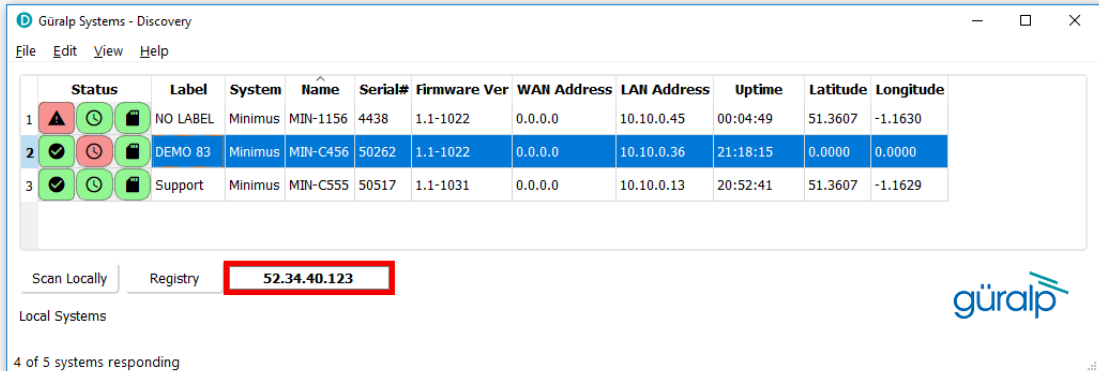 Güralp Systems - Discovery
File Edit View Help
Status Label System Name Serial# Firmware Ver WAN Address LAN Address Uptime Latitude Longitude
1 NO LABEL Minimus MIN-1156 4438 1.1-1022 0.0.0.0 10.10.0.45 00:04:49 51.3607 -1.1630
2 DEMO 83 Minimus MIN-C456 50262 1.1-1022 0.0.0.0 10.10.0.36 21:18:15 0.0000 0.0000
3 Support Minimus MIN-C555 50517 1.1-1031 0.0.0.0 10.10.0.13 20:52:41 51.3607 -1.1629
Scan Locally Registry 52.34.40.123
güralp
Local Systems
4 of 5 systems responding